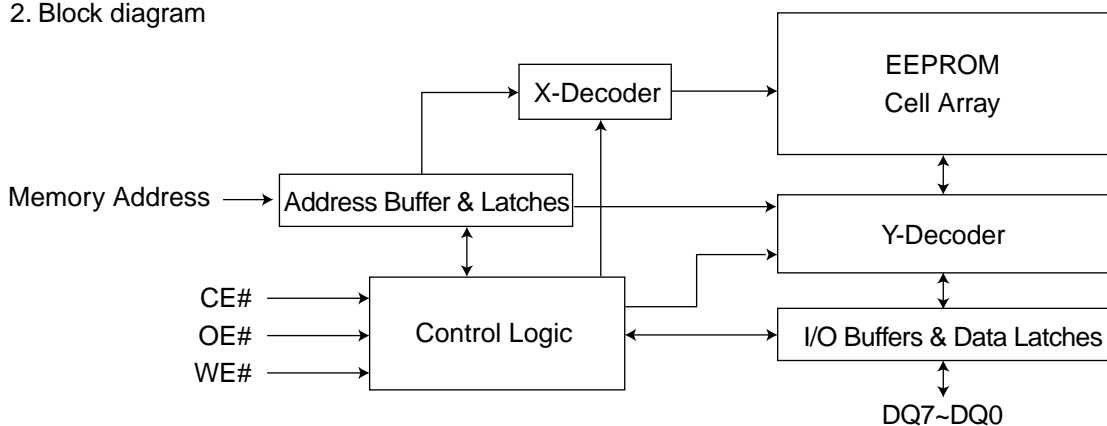 2. Block diagram
EEPROM
Cell Array
X-Decoder
Memory Address
Address Buffer & Latches
Y-Decoder
CE#
OE#
WE#
Control Logic
I/O Buffers & Data Latches
DQ7~DQ0